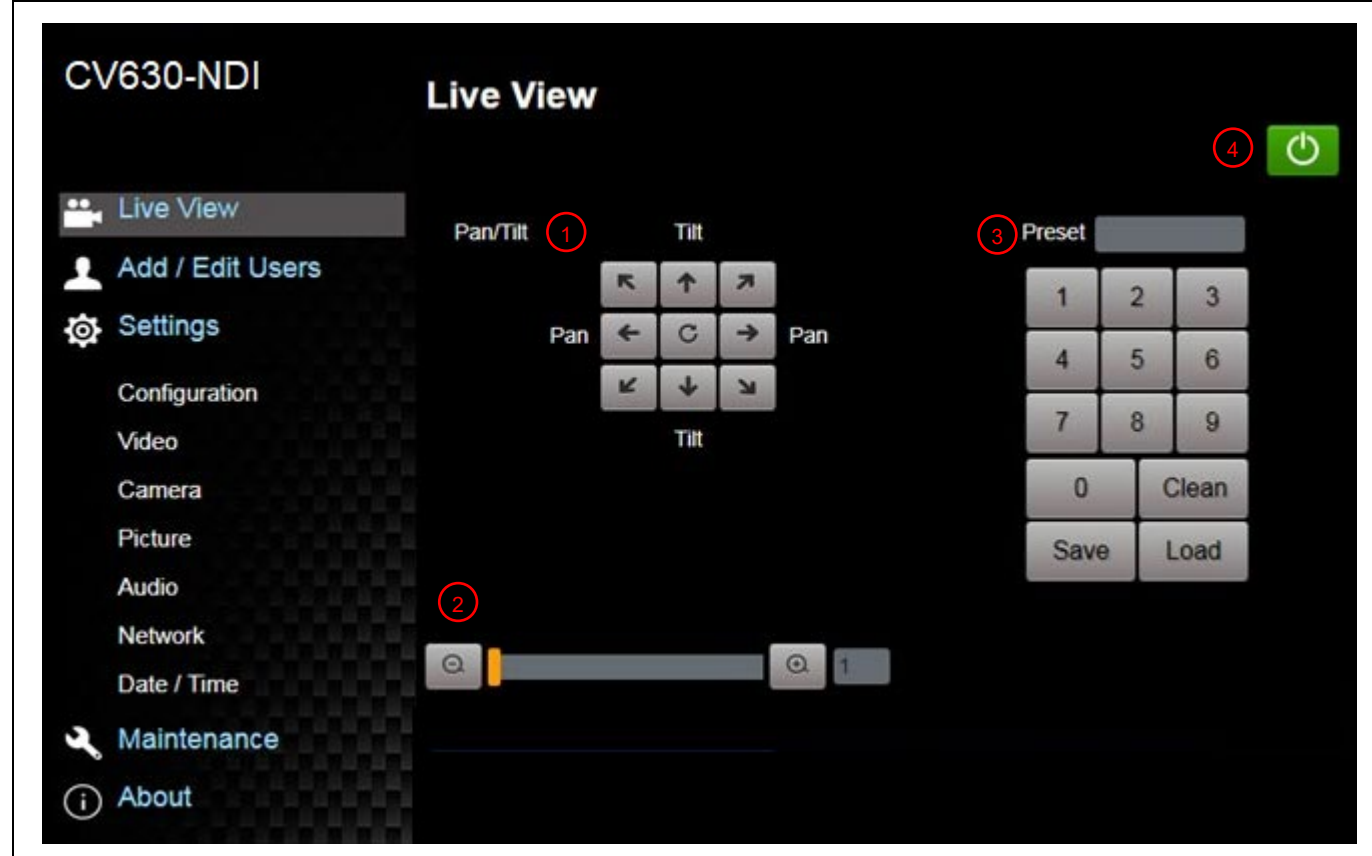 CV630-NDI
Live View
4
Live View
Add / Edit Users
Settings
Configuration
Video
Camera
Picture
Audio
Network
Date / Time
Maintenance
About
Pan/Tilt 1 Tilt
Pan Pan
Tilt
2
1
3 Preset
1 2 3
4 5 6
7 8 9
0 Clean
Save Load